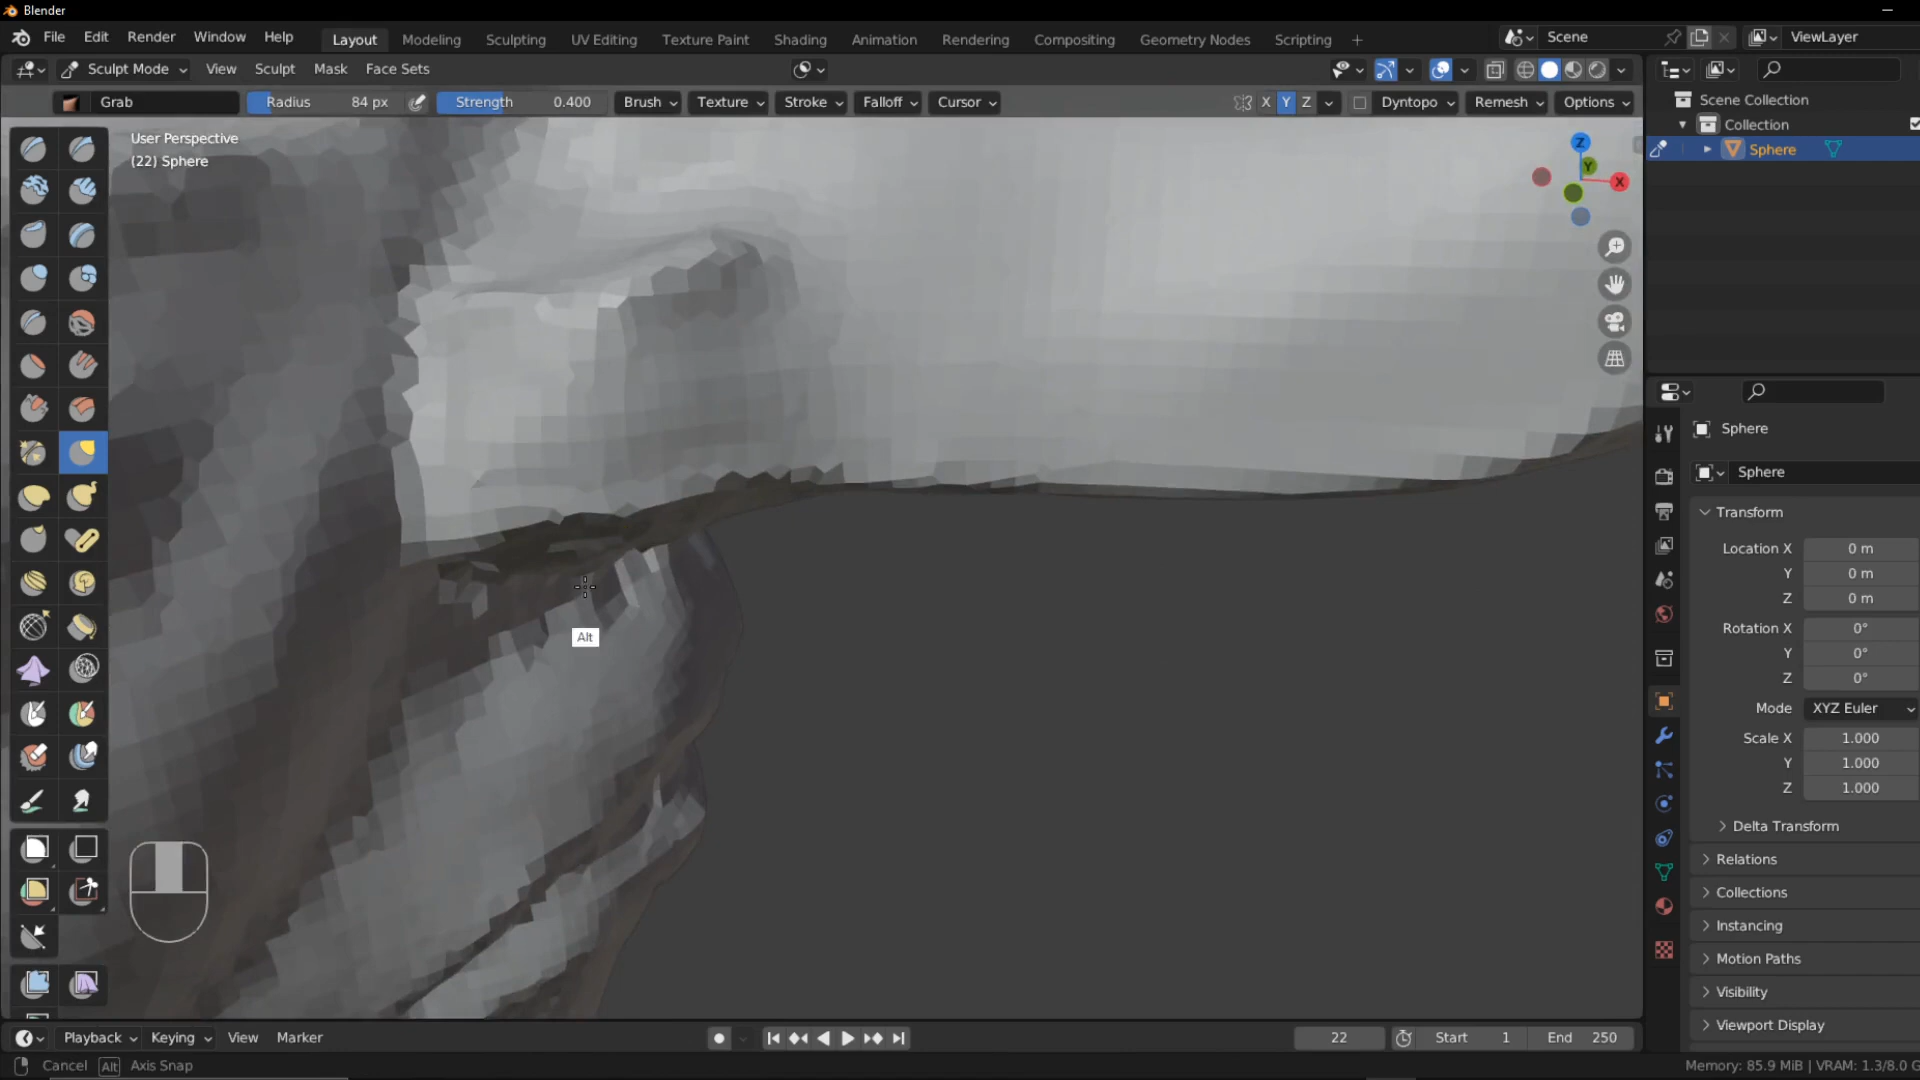 Blender
File Edit Render Window Help Layout Modeling Sculpting UV Editing Texture Paint Shading Animation Rendering Compositing Geometry Nodes Scripting + Scene ViewLayer
Sculpt Mode View Sculpt Mask Face Sets
Grab Radius 84 px Strength 0.400 Brush Texture Stroke Falloff Cursor X Y Z Dyntopo Remesh Options
User Perspective
(22) Sphere
Z
Y
X
Alt
Scene Collection
Collection
Sphere
Sphere
Sphere
Transform
Location X 0 m
Y 0 m
Z 0 m
Rotation X 0°
Y 0°
Z 0°
Mode XYZ Euler
Scale X 1.000
Y 1.000
Z 1.000
Delta Transform
Relations
Collections
Instancing
Motion Paths
Visibility
Viewport Display
Playback Keying View Marker 22 Start 1 End 250
Cancel Alt Axis Snap Memory: 85.9 MiB | VRAM: 1.3/8.0 G